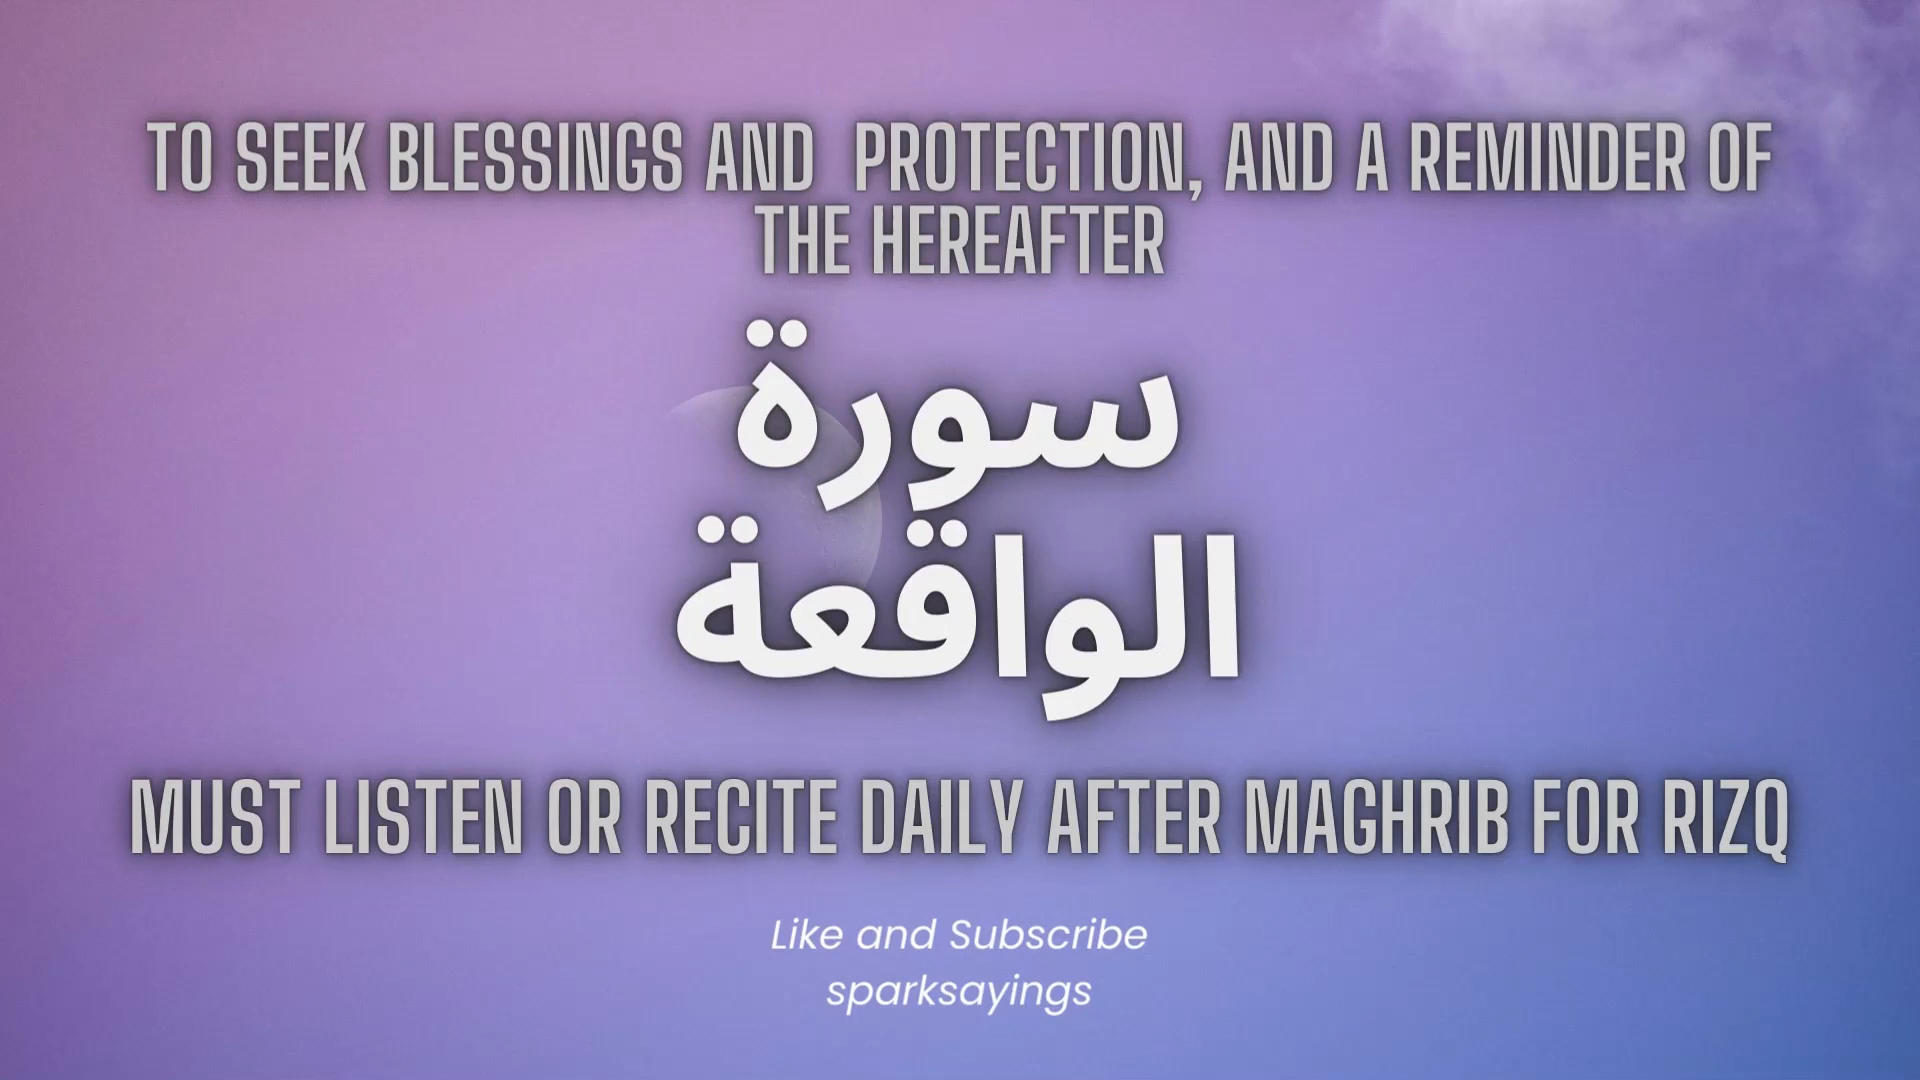 TO SEEK BLESSINGS AND PROTECTION, AND A REMINDER OF
THE HEREAFTER
سورة
الواقعة
MUST LISTEN OR RECITE DAILY AFTER MAGHRIB FOR RIZQ
Like and Subscribe
sparksayings